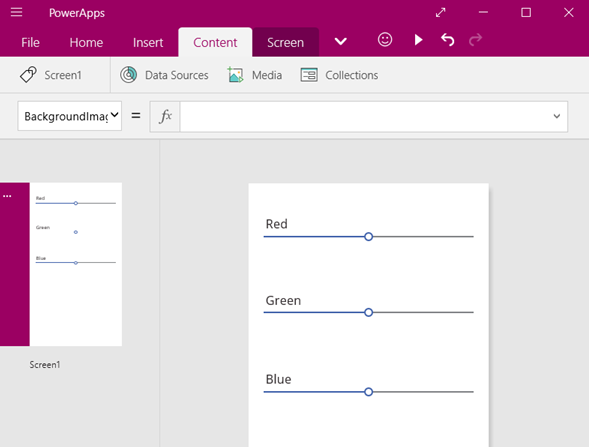 PowerApps
File Home Insert Content Screen
Screen1 Data Sources Media Collections
BackgroundImag = fx
Red
Green
Blue
Screen1
Red
Green
Blue